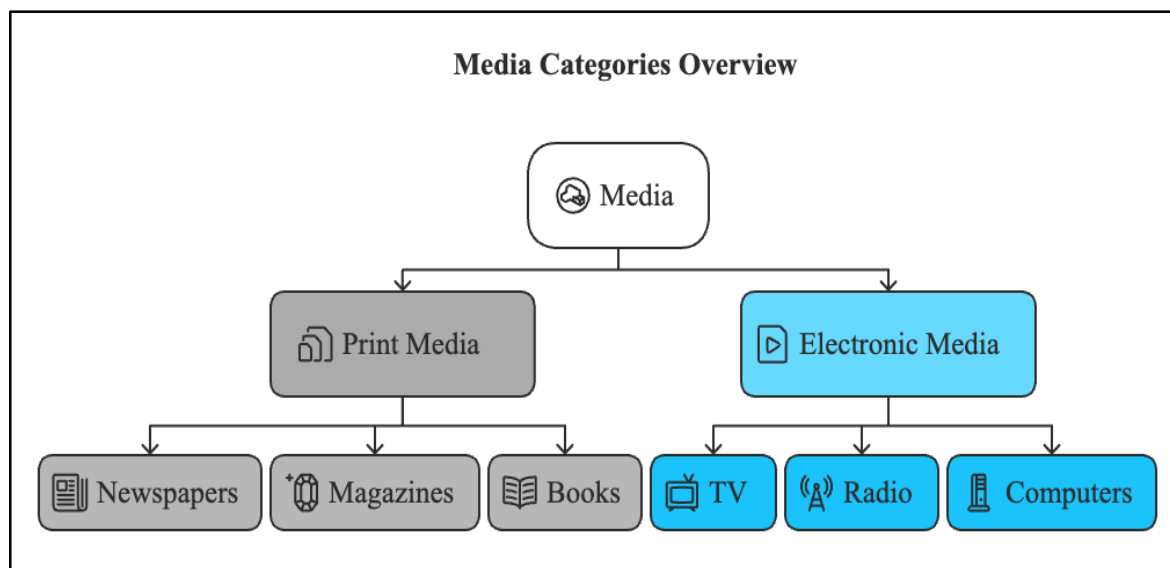 Media Categories Overview
Media
Print Media
Electronic Media
Newspapers
Magazines
Books
TV
Radio
Computers